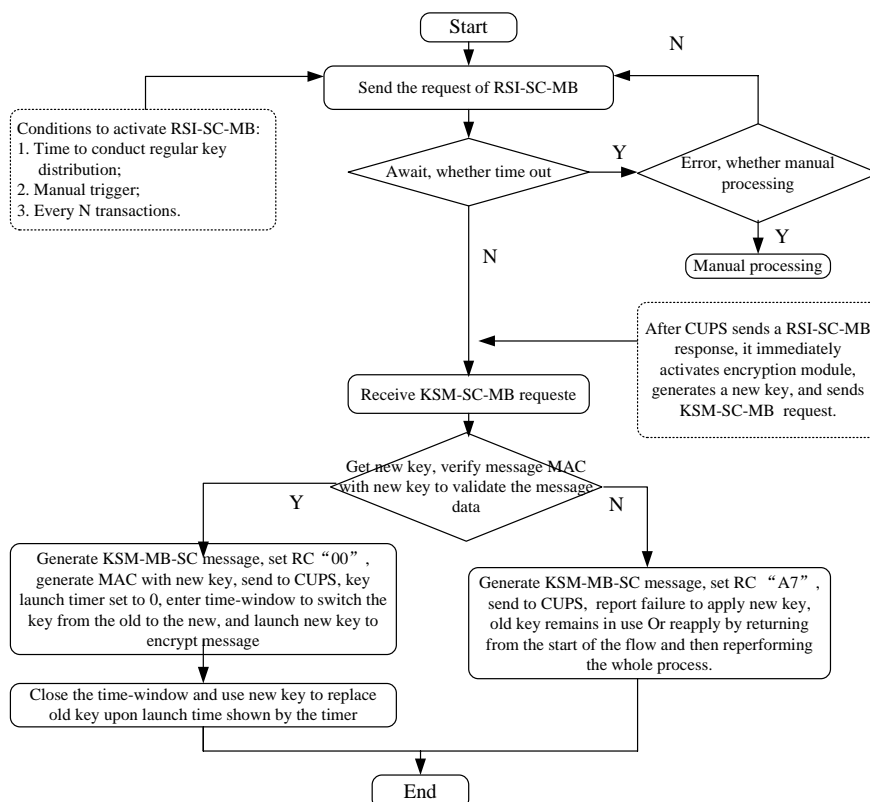 Start
N
Send the request of RSI-SC-MB
Conditions to activate RSI-SC-MB:
1. Time to conduct regular key
distribution;
2. Manual trigger;
3. Every N transactions.
Await, whether time out
Y
Error, whether manual
processing
Y
Manual processing
N
After CUPS sends a RSI-SC-MB
response, it immediately
activates encryption module,
generates a new key, and sends
KSM-SC-MB request.
Receive KSM-SC-MB requeste
Get new key, verify message MAC
with new key to validate the message
data
Y
N
Generate KSM-MB-SC message, set RC “00”,
generate MAC with new key, send to CUPS, key
launch timer set to 0, enter time-window to switch the
key from the old to the new, and launch new key to
encrypt message
Generate KSM-MB-SC message, set RC “A7”,
send to CUPS, report failure to apply new key,
old key remains in use Or reapply by returning
from the start of the flow and then reperforming
the whole process.
Close the time-window and use new key to replace
old key upon launch time shown by the timer
End